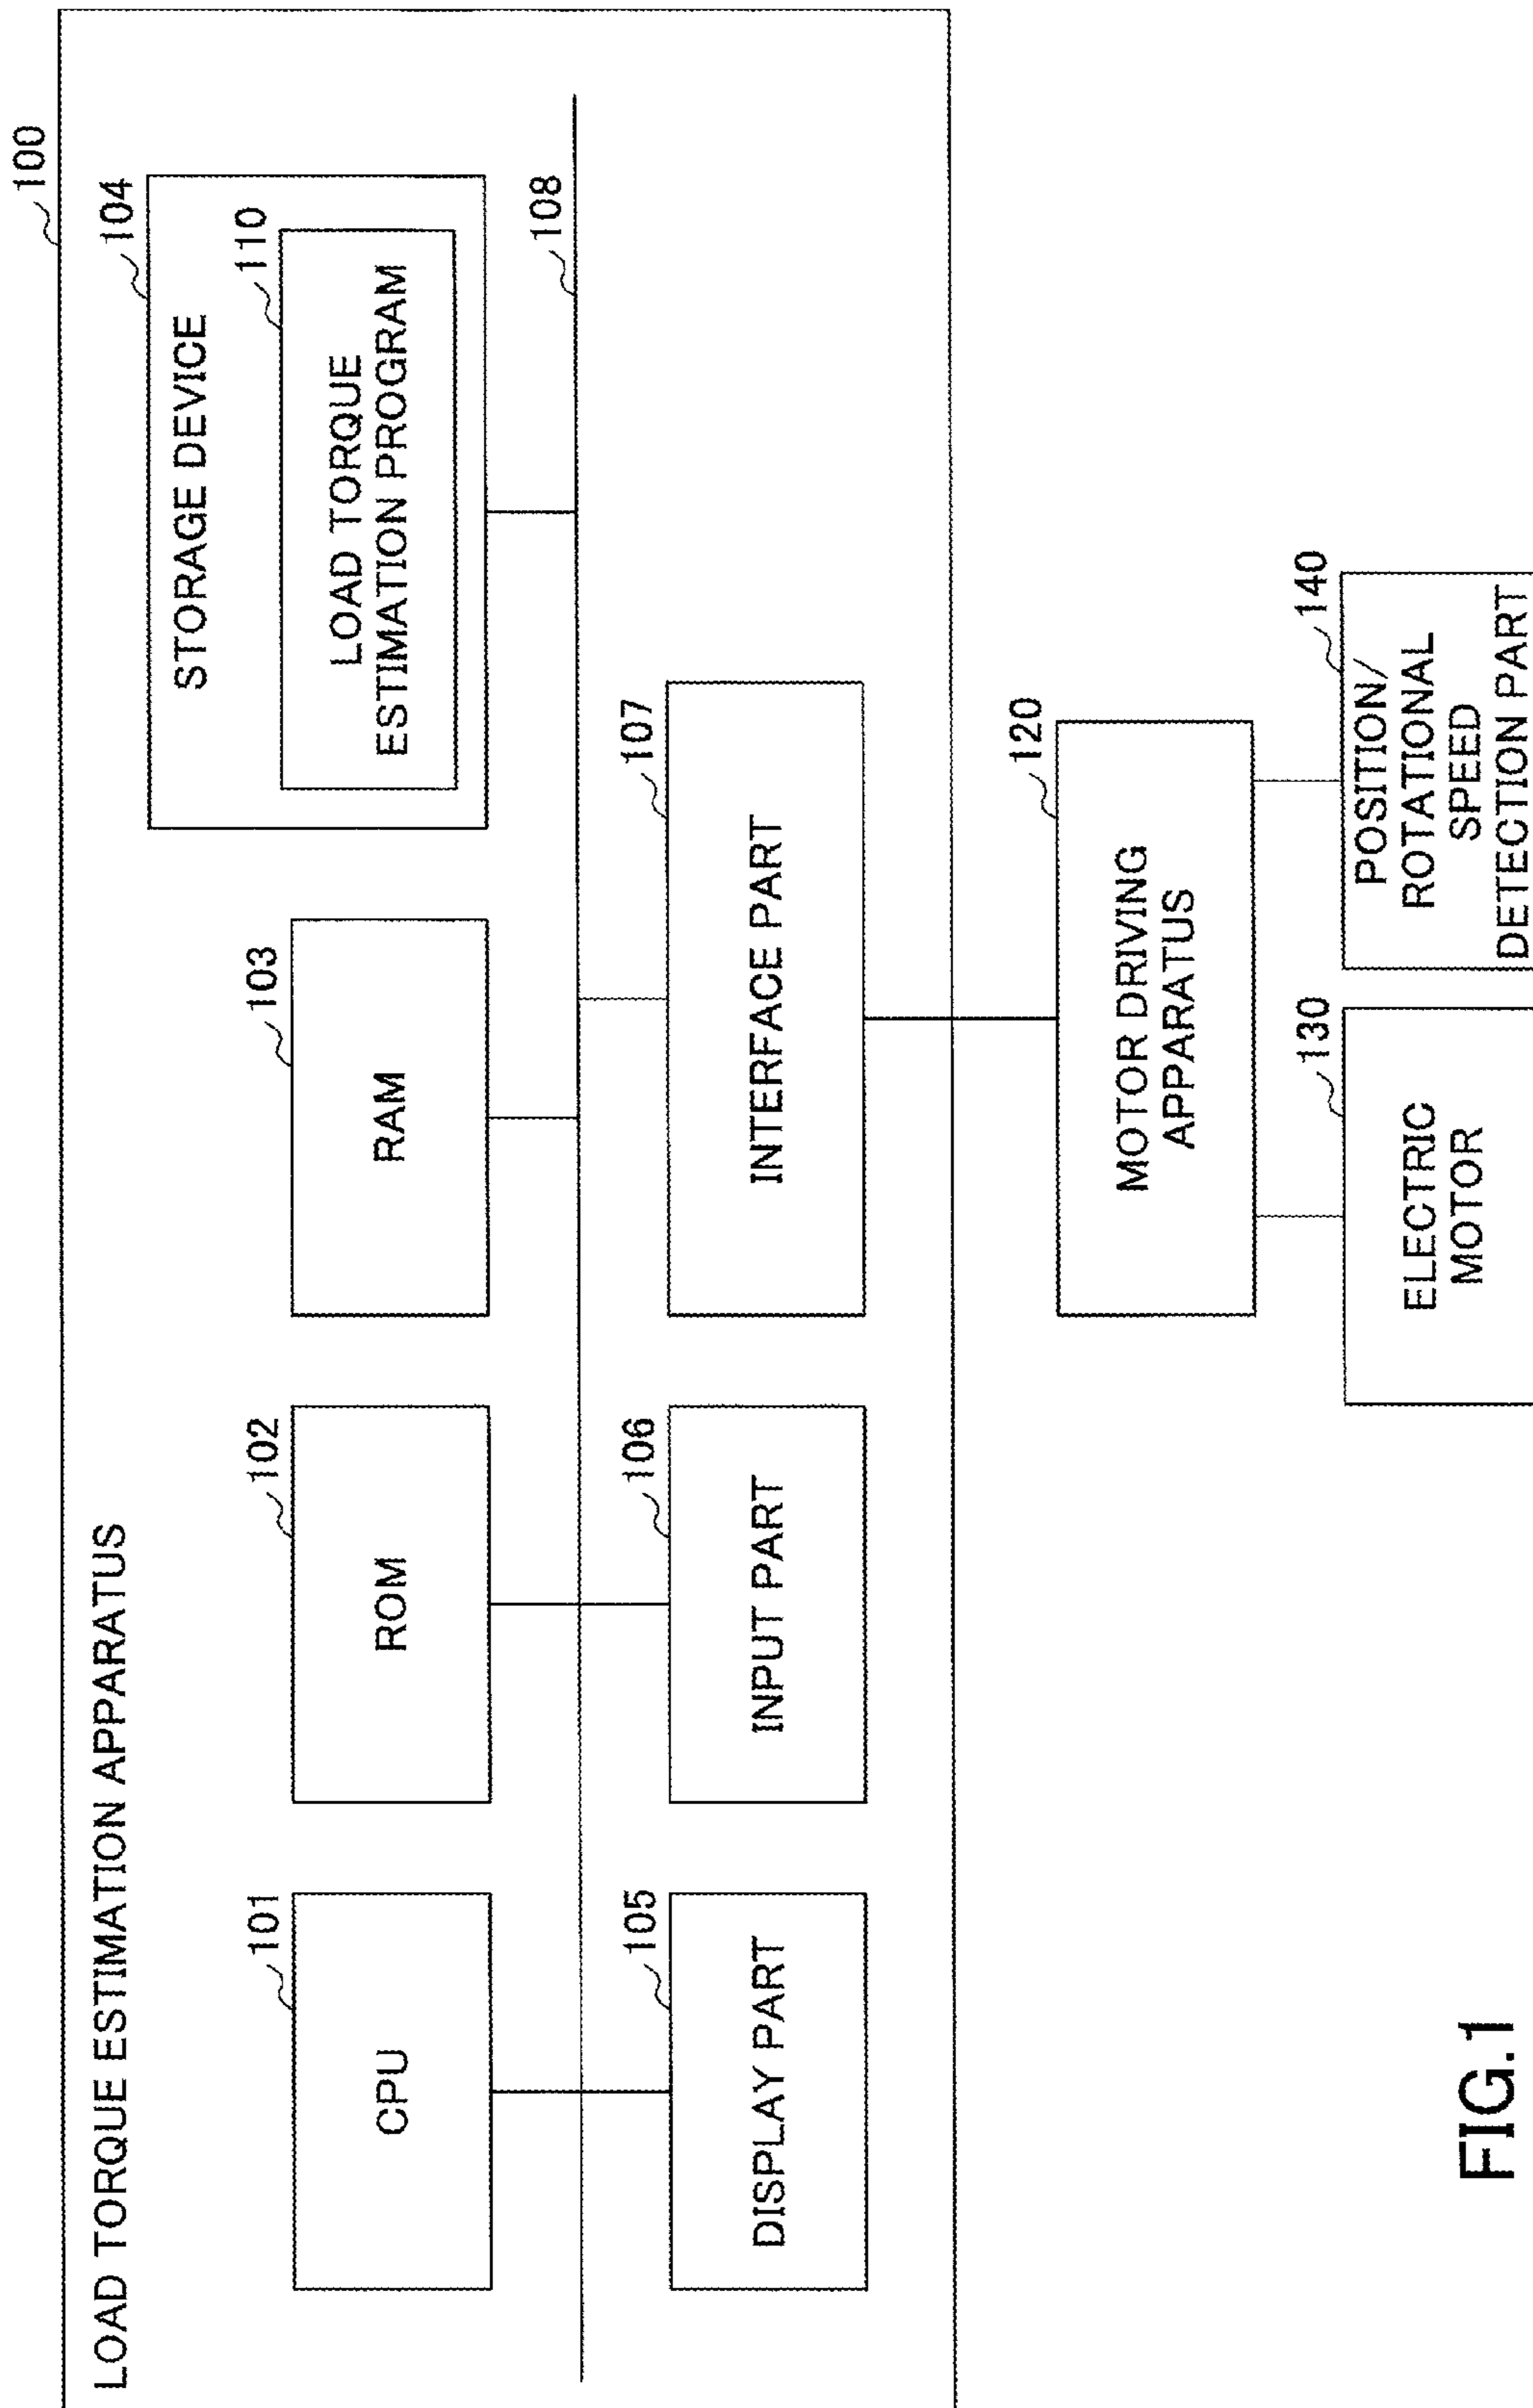 LOAD TORQUE ESTIMATION APPARATUS
100
101
CPU
102
ROM
103
RAM
104
STORAGE DEVICE
110
LOAD TORQUE
ESTIMATION PROGRAM
108
105
DISPLAY PART
106
INPUT PART
107
INTERFACE PART
120
MOTOR DRIVING
APPARATUS
130
ELECTRIC
MOTOR
140
POSITION/
ROTATIONAL
SPEED
DETECTION PART
FIG.1